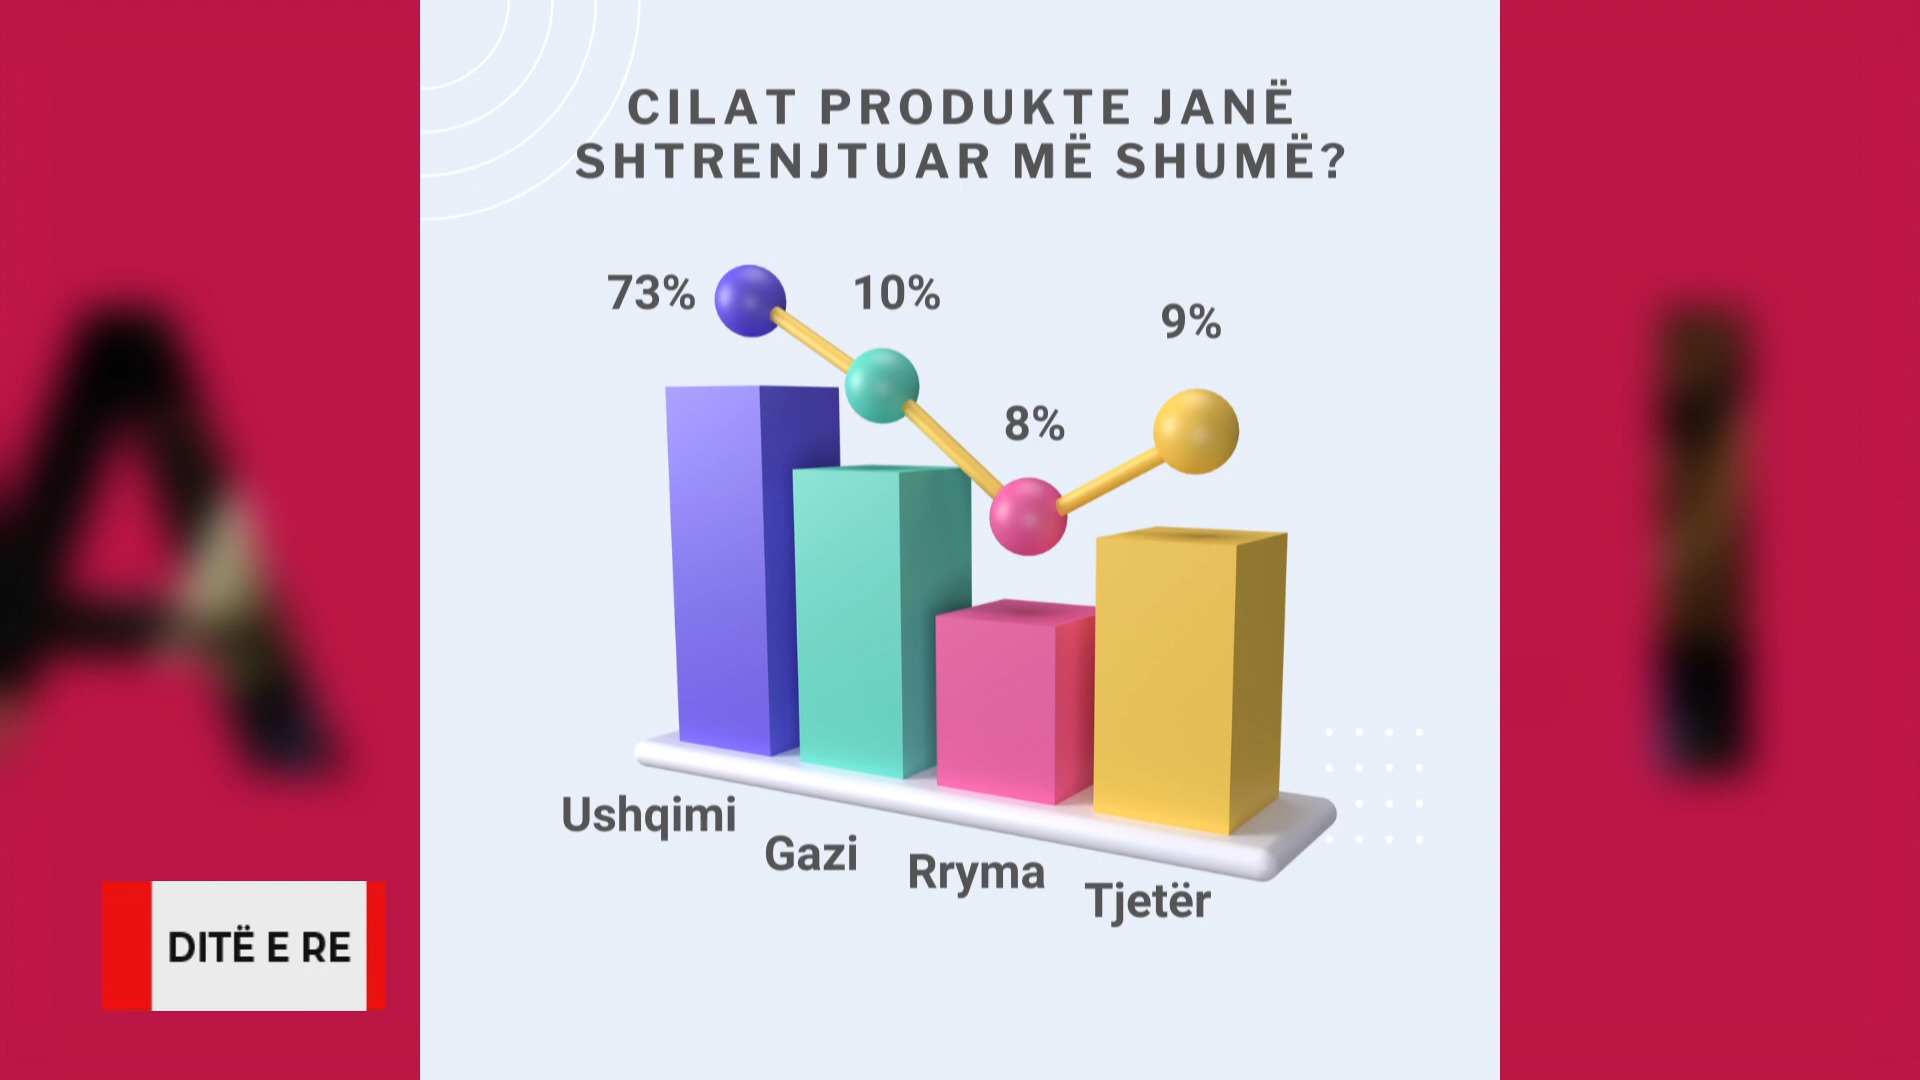 CILAT PRODUKTE JANË
SHTRENJTUAR MË SHUMË?
73%
10%
9%
8%
Ushqimi
Gazi
Rryma
Tjetër
DITË E RE